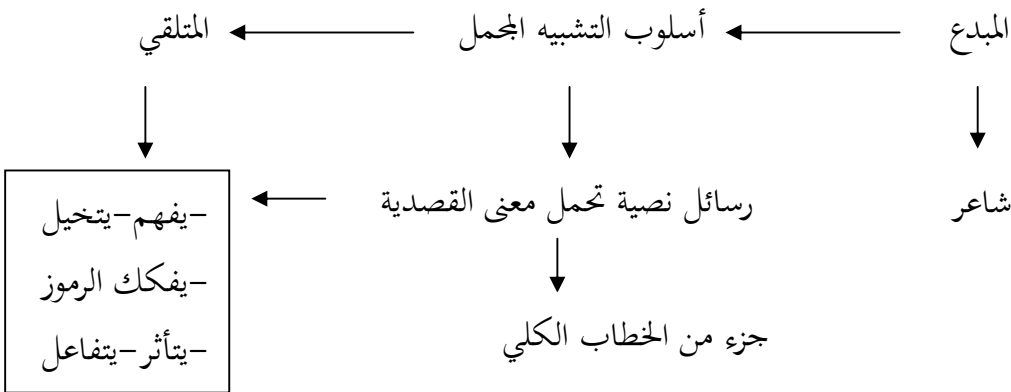 المبدع أسلوب التشبيه المجمل المتلقي
شاعر رسائل نصية تحمل معنى القصدية
جزء من الخطاب الكلي
-يفهم-يتخيل
-يفكك الرموز
-يتأثر-يتفاعل